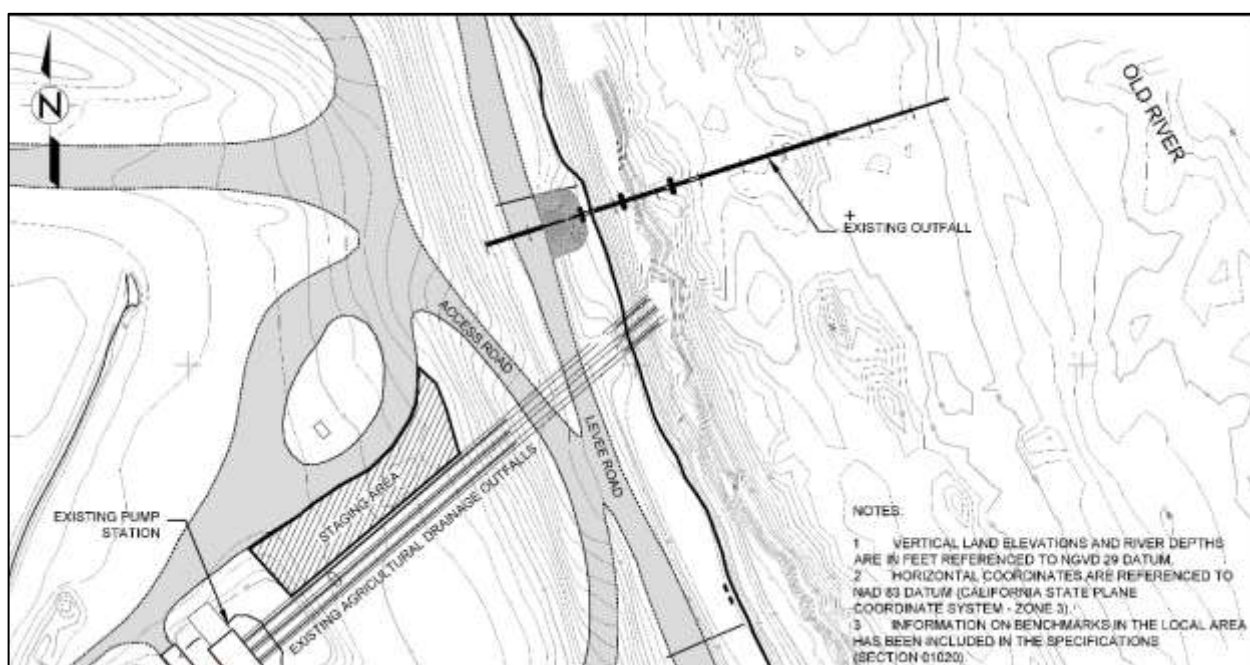 N
OLD RIVER
EXISTING OUTFALL
ACCESS ROAD
LEVEE ROAD
STAGING AREA
EXISTING AGRICULTURAL DRAINAGE OUTFALLS
EXISTING PUMP
STATION
NOTES:
1 VERTICAL LAND ELEVATIONS AND RIVER DEPTHS
ARE IN FEET REFERENCED TO NGVD 29 DATUM.
2 HORIZONTAL COORDINATES ARE REFERENCED TO
NAD 83 DATUM (CALIFORNIA STATE PLANE
COORDINATE SYSTEM - ZONE 3).
3 INFORMATION ON BENCHMARKS IN THE LOCAL AREA
HAS BEEN INCLUDED IN THE SPECIFICATIONS
(SECTION 01020)